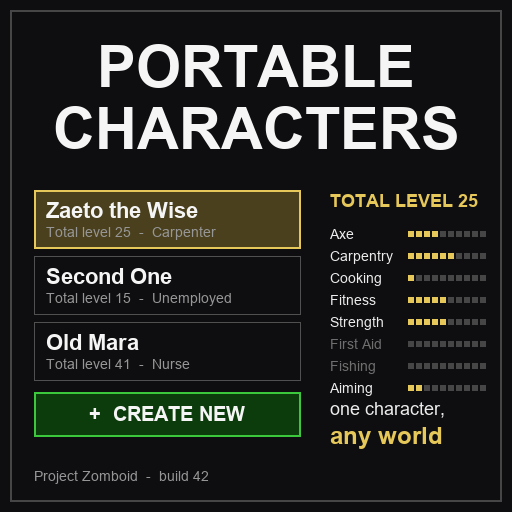 PORTABLE
CHARACTERS
Zaeto the Wise
Total level 25 - Carpenter
Second One
Total level 15 - Unemployed
Old Mara
Total level 41 - Nurse
+ CREATE NEW
TOTAL LEVEL 25
Axe
Carpentry
Cooking
Fitness
Strength
First Aid
Fishing
Aiming
one character,
any world
Project Zomboid - build 42